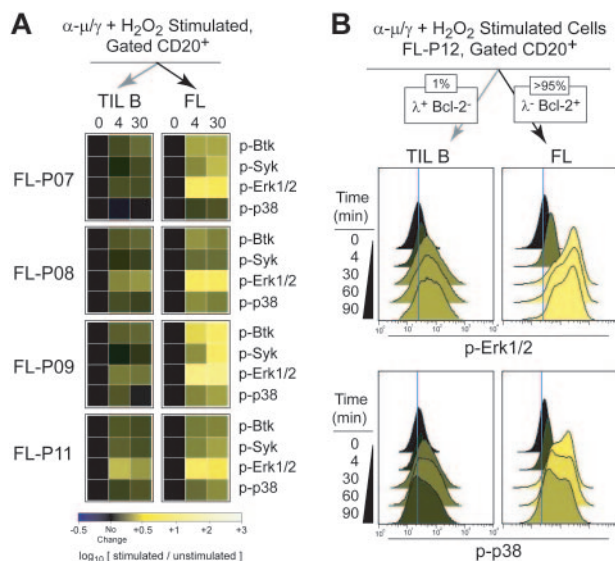 A
α-μ/γ + H2O2 Stimulated,
Gated CD20+
TIL B
FL
0 4 30
0 4 30
FL-P07
p-Btk
p-Syk
p-Erk1/2
p-p38
FL-P08
p-Btk
p-Syk
p-Erk1/2
p-p38
FL-P09
p-Btk
p-Syk
p-Erk1/2
p-p38
FL-P11
p-Btk
p-Syk
p-Erk1/2
p-p38
-0.5 No Change +0.5 +1 +2 +3
log10 [ stimulated / unstimulated ]
B
α-μ/γ + H2O2 Stimulated Cells
FL-P12, Gated CD20+
1%
λ+ Bcl-2-
>95%
λ- Bcl-2+
TIL B
FL
Time
(min)
0
4
30
60
90
p-Erk1/2
Time
(min)
0
4
30
60
90
p-p38